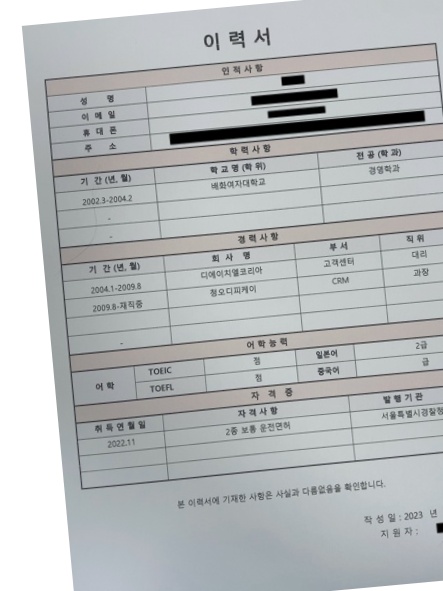 이 력 서
인 적 사 항
성 명
이 메 일
휴 대 폰
주 소
학 력 사 항
기 간 (년, 월) 학 교 명 (학 위) 전 공 (학 과)
2002.3-2004.2 배화여자대학교 경영학과
-
-
경 력 사 항
기 간 (년, 월) 회 사 명 부 서 직 위
2004.1-2009.8 디에이치엘코리아 고객센터 대리
2009.8-재직중 정오디피케이 CRM 과장
-
어 학 능 력
어 학 TOEIC 점 일본어 2급
TOEFL 점 중국어 급
자 격 증
취 득 연 월 일 자 격 사 항 발 행 기 관
2022.11 2종 보통 운전면허 서울특별시경찰청
본 이력서에 기재한 사항은 사실과 다름없음을 확인합니다.
작 성 일 : 2023 년
지 원 자 :